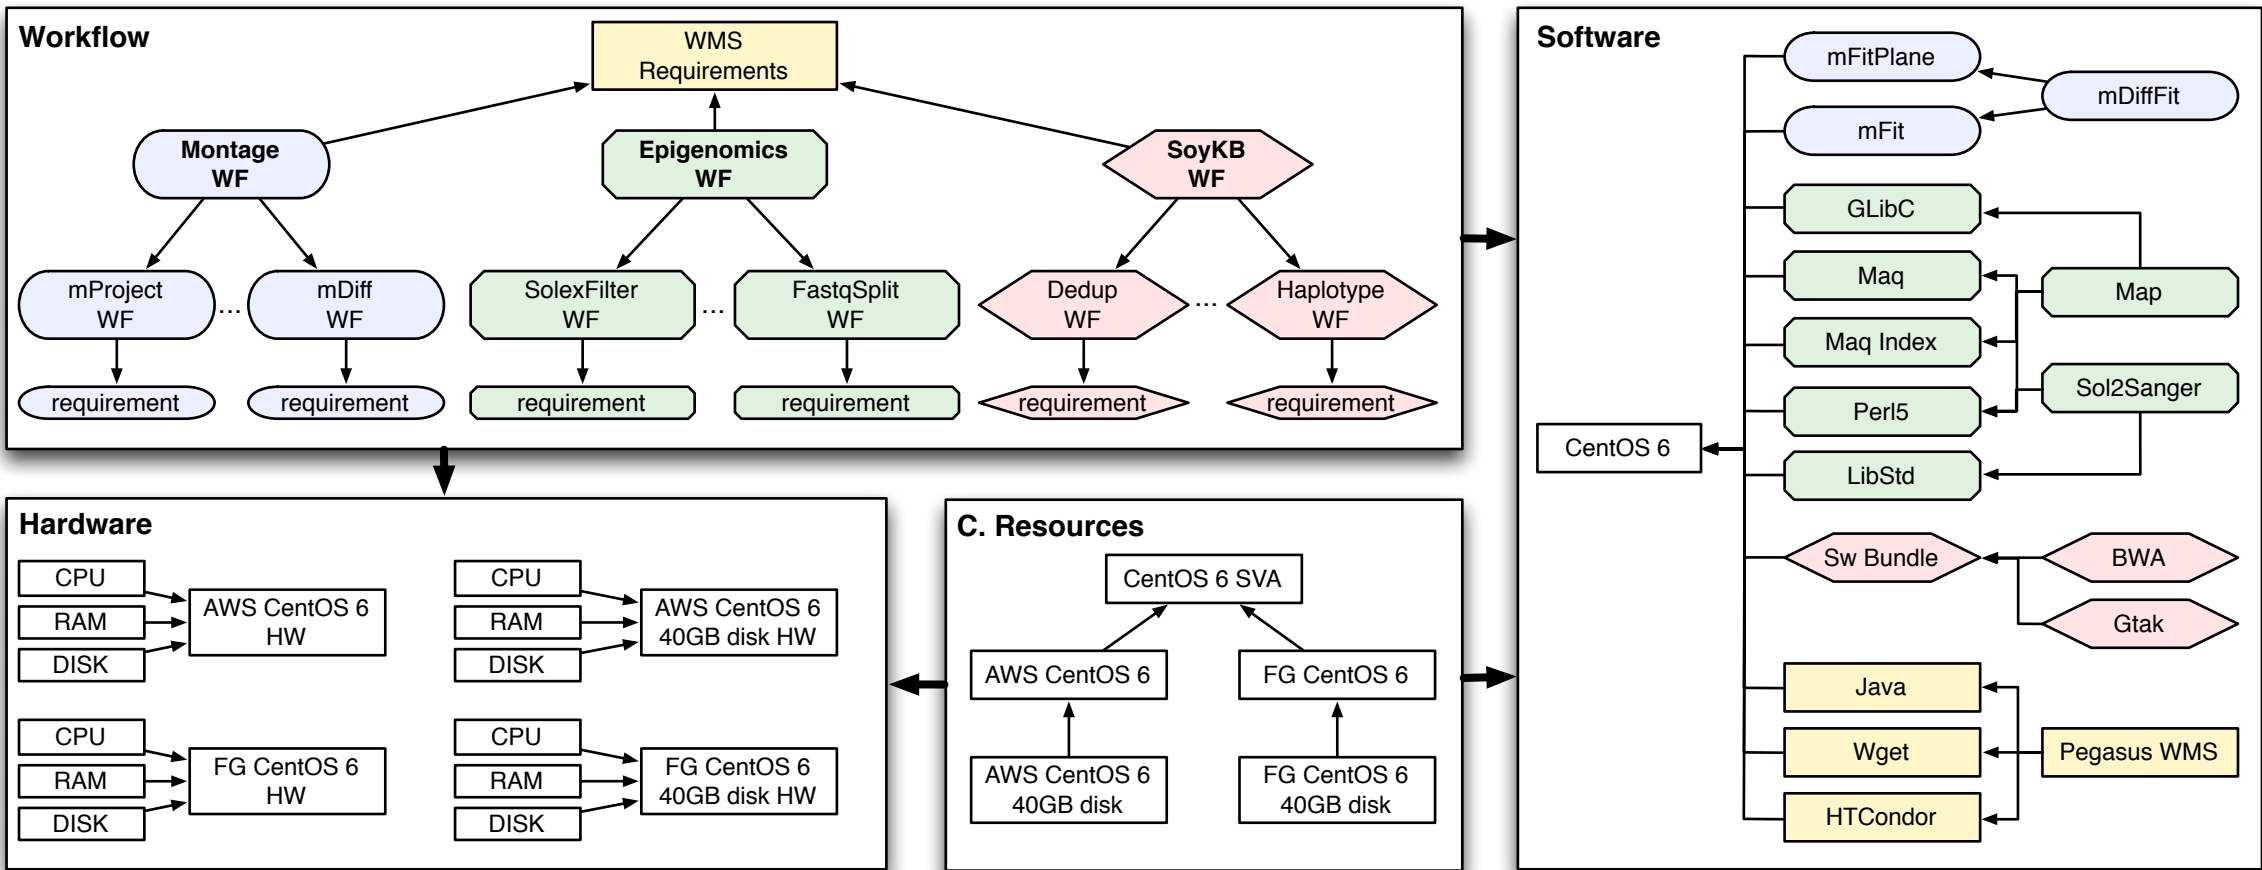 Workflow
WMS
Requirements
Montage
WF
Epigenomics
WF
SoyKB
WF
mProject
WF
...
mDiff
WF
SolexFilter
WF
...
FastqSplit
WF
Dedup
WF
...
Haplotype
WF
requirement
requirement
requirement
requirement
requirement
requirement
Hardware
CPU
RAM
DISK
AWS CentOS 6
HW
CPU
RAM
DISK
AWS CentOS 6
40GB disk HW
CPU
RAM
DISK
FG CentOS 6
HW
CPU
RAM
DISK
FG CentOS 6
40GB disk HW
C. Resources
CentOS 6 SVA
AWS CentOS 6
FG CentOS 6
AWS CentOS 6
40GB disk
FG CentOS 6
40GB disk
Software
mFitPlane
mDiffFit
mFit
GLibC
Maq
Map
Maq Index
Sol2Sanger
Perl5
CentOS 6
LibStd
Sw Bundle
BWA
Gtak
Java
Wget
Pegasus WMS
HTCondor